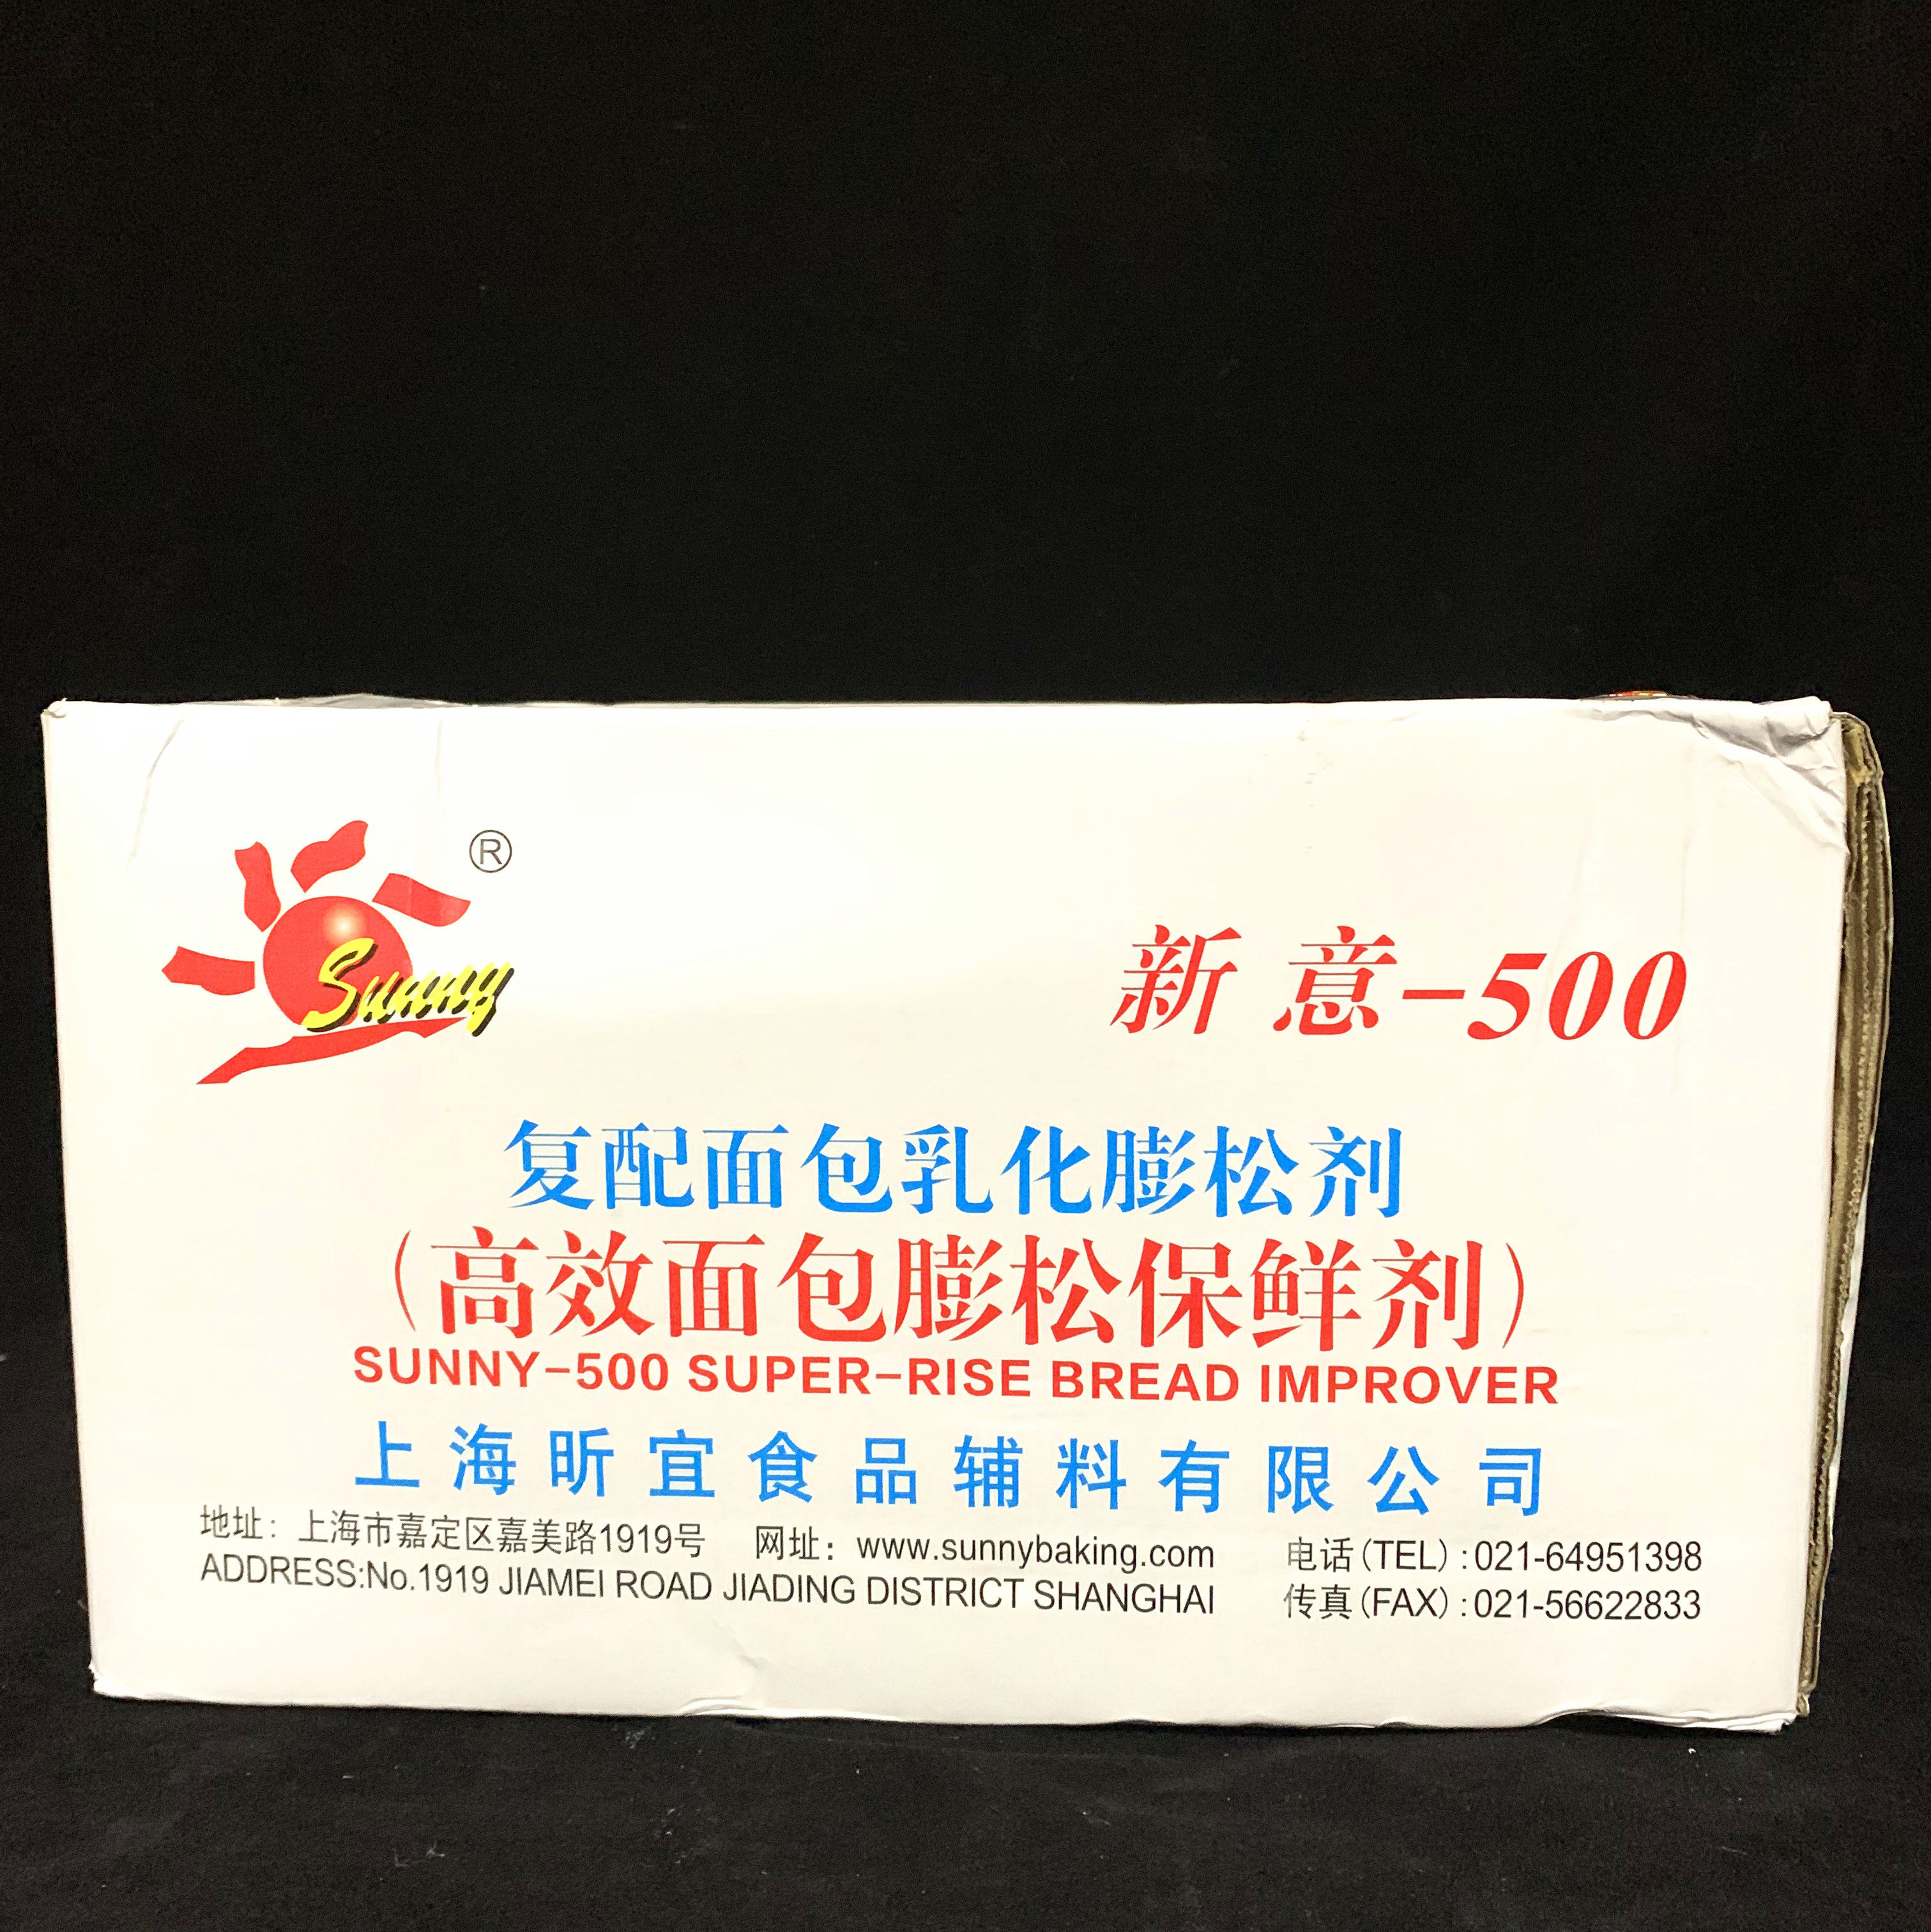 ®
Sunny
新 意-500
复配面包乳化膨松剂
(高效面包膨松保鲜剂)
SUNNY-500 SUPER-RISE BREAD IMPROVER
上海昕宜食品辅料有限公司
地址: 上海市嘉定区嘉美路1919号 网址: www.sunnybaking.com 电话(TEL):021-64951398
ADDRESS:No.1919 JIAMEI ROAD JIADING DISTRICT SHANGHAI 传真(FAX):021-56622833